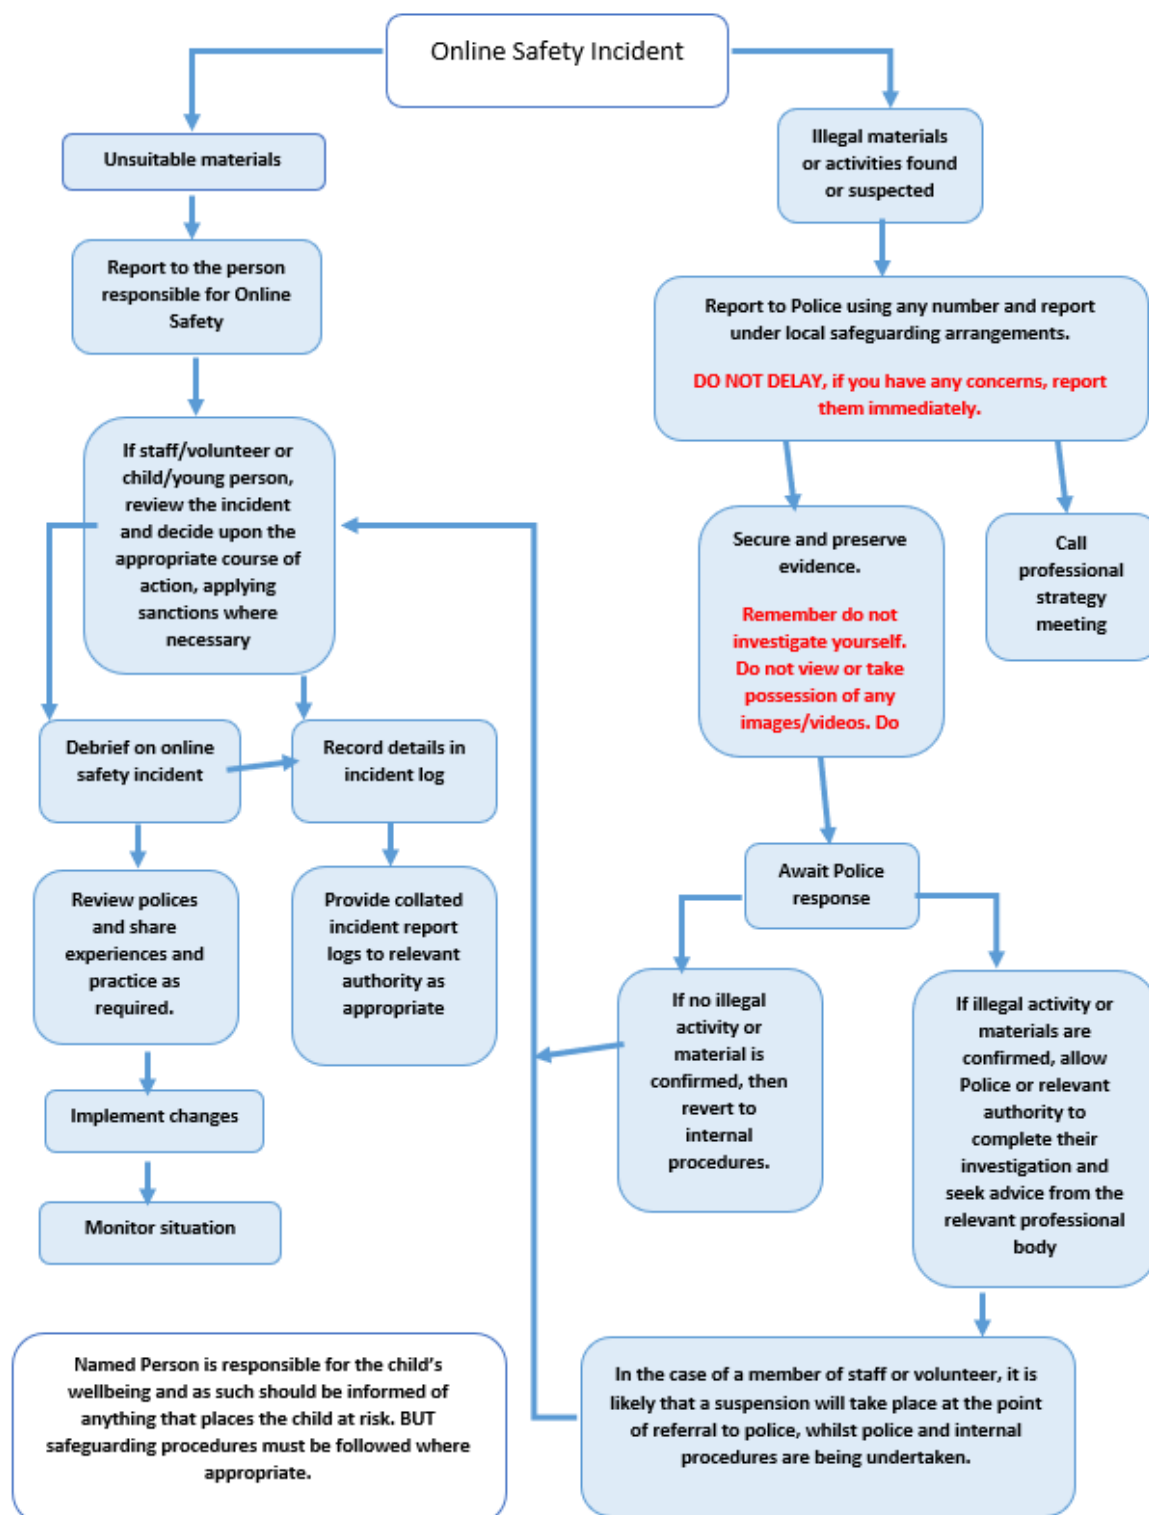 Online Safety Incident
Unsuitable materials
Report to the person
responsible for Online
Safety
If staff/volunteer or
child/young person,
review the incident
and decide upon the
appropriate course of
action, applying
sanctions where
necessary
Debrief on online
safety incident
Record details in
incident log
Review polices
and share
experiences and
practice as
required.
Provide collated
incident report
logs to relevant
authority as
appropriate
Implement changes
Monitor situation
Illegal materials
or activities found
or suspected
Report to Police using any number and report
under local safeguarding arrangements.
DO NOT DELAY, if you have any concerns, report
them immediately.
Secure and preserve
evidence.
Remember do not
investigate yourself.
Do not view or take
possession of any
images/videos. Do
Call
professional
strategy
meeting
Await Police
response
If no illegal
activity or
material is
confirmed, then
revert to
internal
procedures.
If illegal activity or
materials are
confirmed, allow
Police or relevant
authority to
complete their
investigation and
seek advice from the
relevant professional
body
In the case of a member of staff or volunteer, it is
likely that a suspension will take place at the point
of referral to police, whilst police and internal
procedures are being undertaken.
Named Person is responsible for the child's
wellbeing and as such should be informed of
anything that places the child at risk. BUT
safeguarding procedures must be followed where
appropriate.